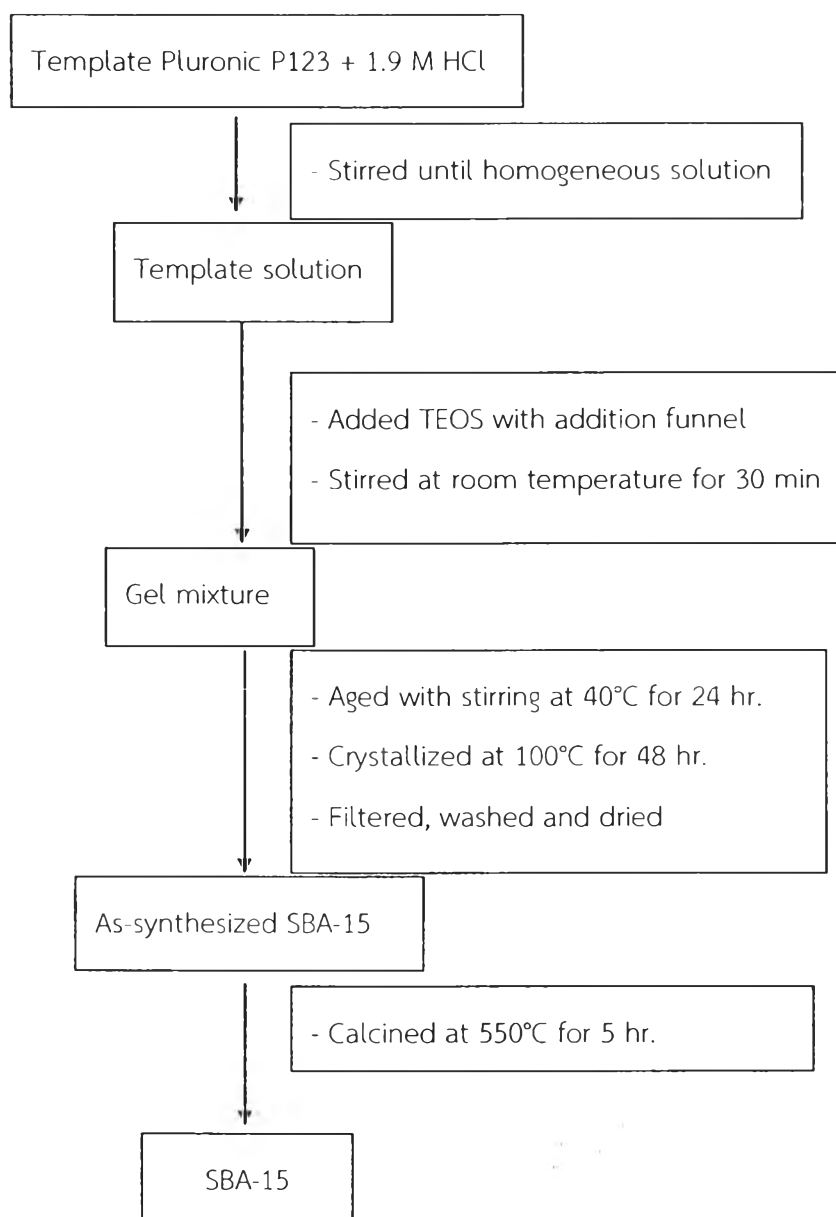 Template Pluronic P123 + 1.9 M HCl
- Stirred until homogeneous solution
Template solution
- Added TEOS with addition funnel
- Stirred at room temperature for 30 min
Gel mixture
- Aged with stirring at 40°C for 24 hr.
- Crystallized at 100°C for 48 hr.
- Filtered, washed and dried
As-synthesized SBA-15
- Calcined at 550°C for 5 hr.
SBA-15